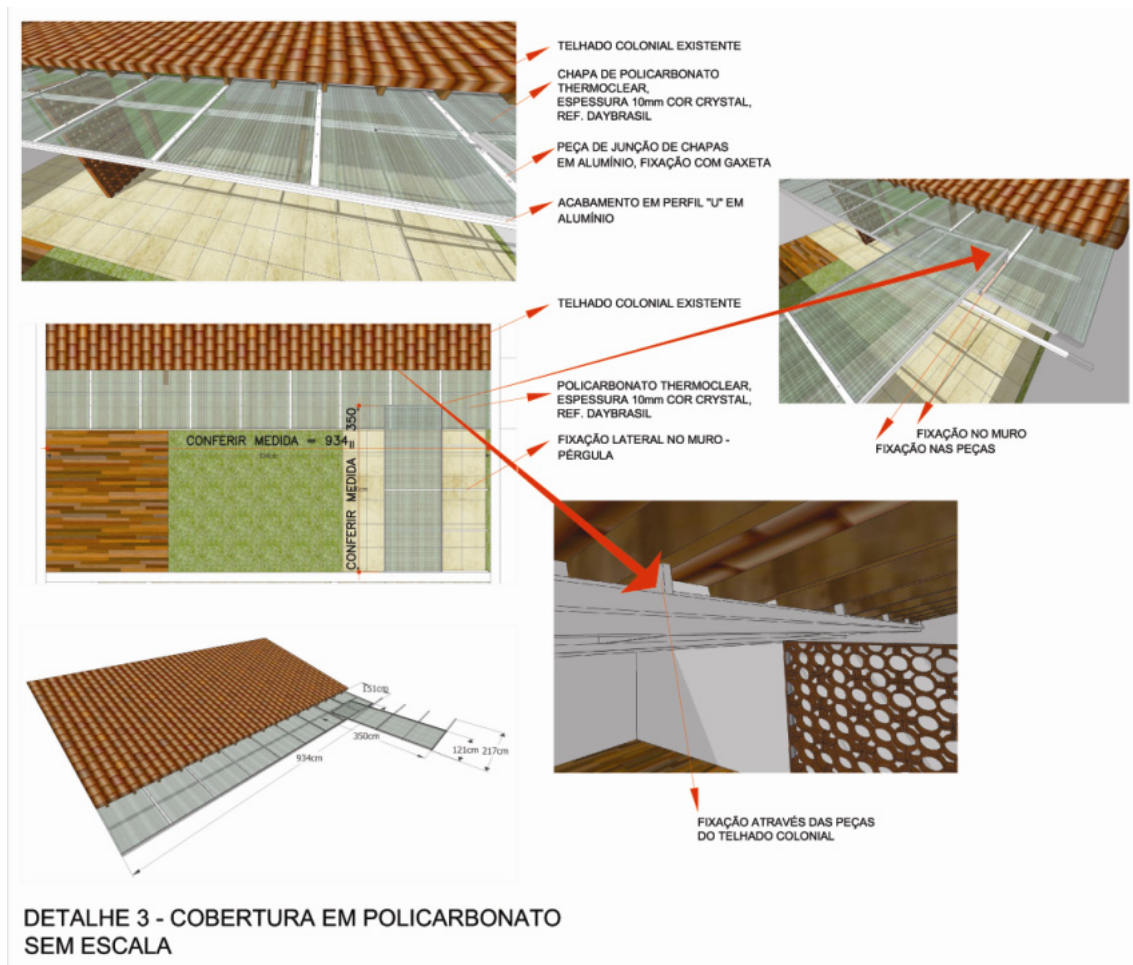 TELHADO COLONIAL EXISTENTE
CHAPA DE POLICARBONATO
THERMOCLEAR,
ESPESSURA 10mm COR CRYSTAL,
REF. DAYBRASIL
PEÇA DE JUNÇÃO DE CHAPAS
EM ALUMÍNIO, FIXAÇÃO COM GAXETA
ACABAMENTO EM PERFIL "U" EM
ALUMÍNIO
TELHADO COLONIAL EXISTENTE
POLICARBONATO THERMOCLEAR,
ESPESSURA 10mm COR CRYSTAL,
REF. DAYBRASIL
FIXAÇÃO LATERAL NO MURO -
PÉRGULA
CONFERIR MEDIDA = 934
CONFERIR MEDIDA = 350
FIXAÇÃO NO MURO
FIXAÇÃO NAS PEÇAS
151cm
350cm
121cm
217cm
934cm
FIXAÇÃO ATRAVÉS DAS PEÇAS
DO TELHADO COLONIAL
DETALHE 3 - COBERTURA EM POLICARBONATO
SEM ESCALA